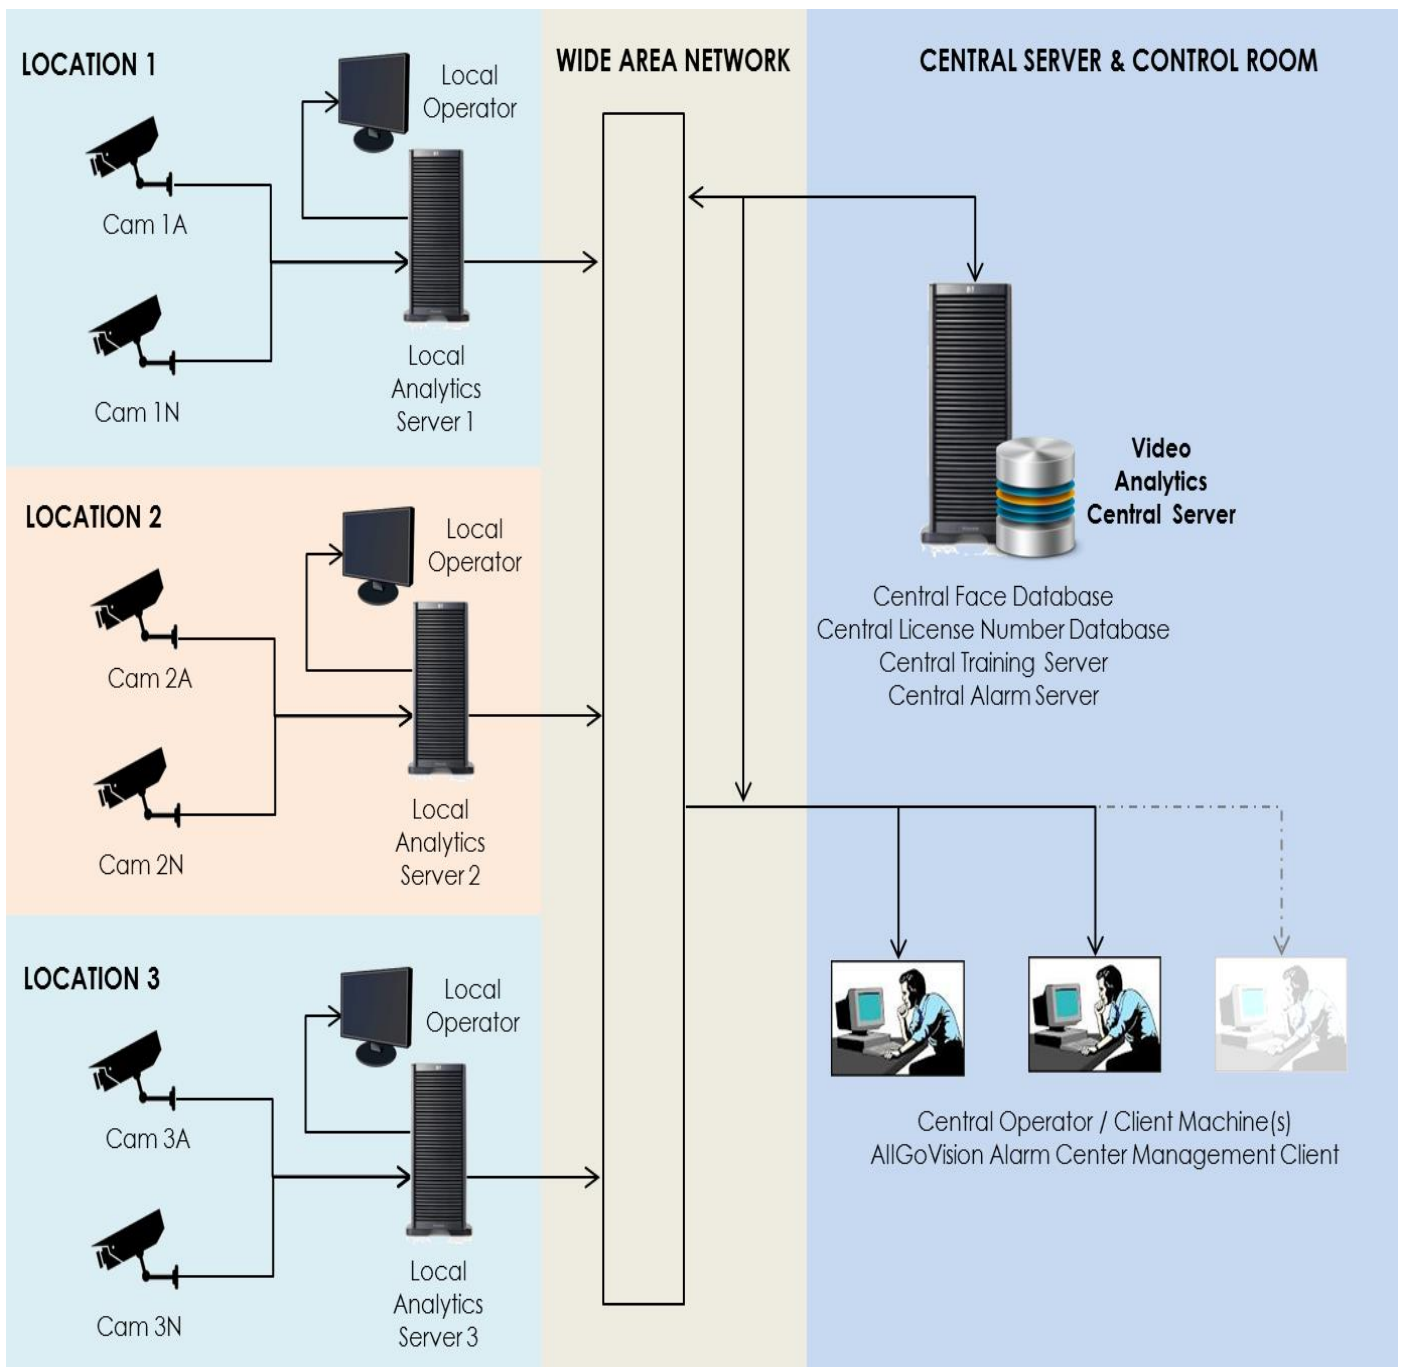 LOCATION 1
Local
Operator
Cam 1A
Cam 1N
Local
Analytics
Server 1
LOCATION 2
Local
Operator
Cam 2A
Cam 2N
Local
Analytics
Server 2
LOCATION 3
Local
Operator
Cam 3A
Cam 3N
Local
Analytics
Server 3
WIDE AREA NETWORK
CENTRAL SERVER & CONTROL ROOM
Video
Analytics
Central Server
Central Face Database
Central License Number Database
Central Training Server
Central Alarm Server
Central Operator / Client Machine(s)
AllGoVision Alarm Center Management Client